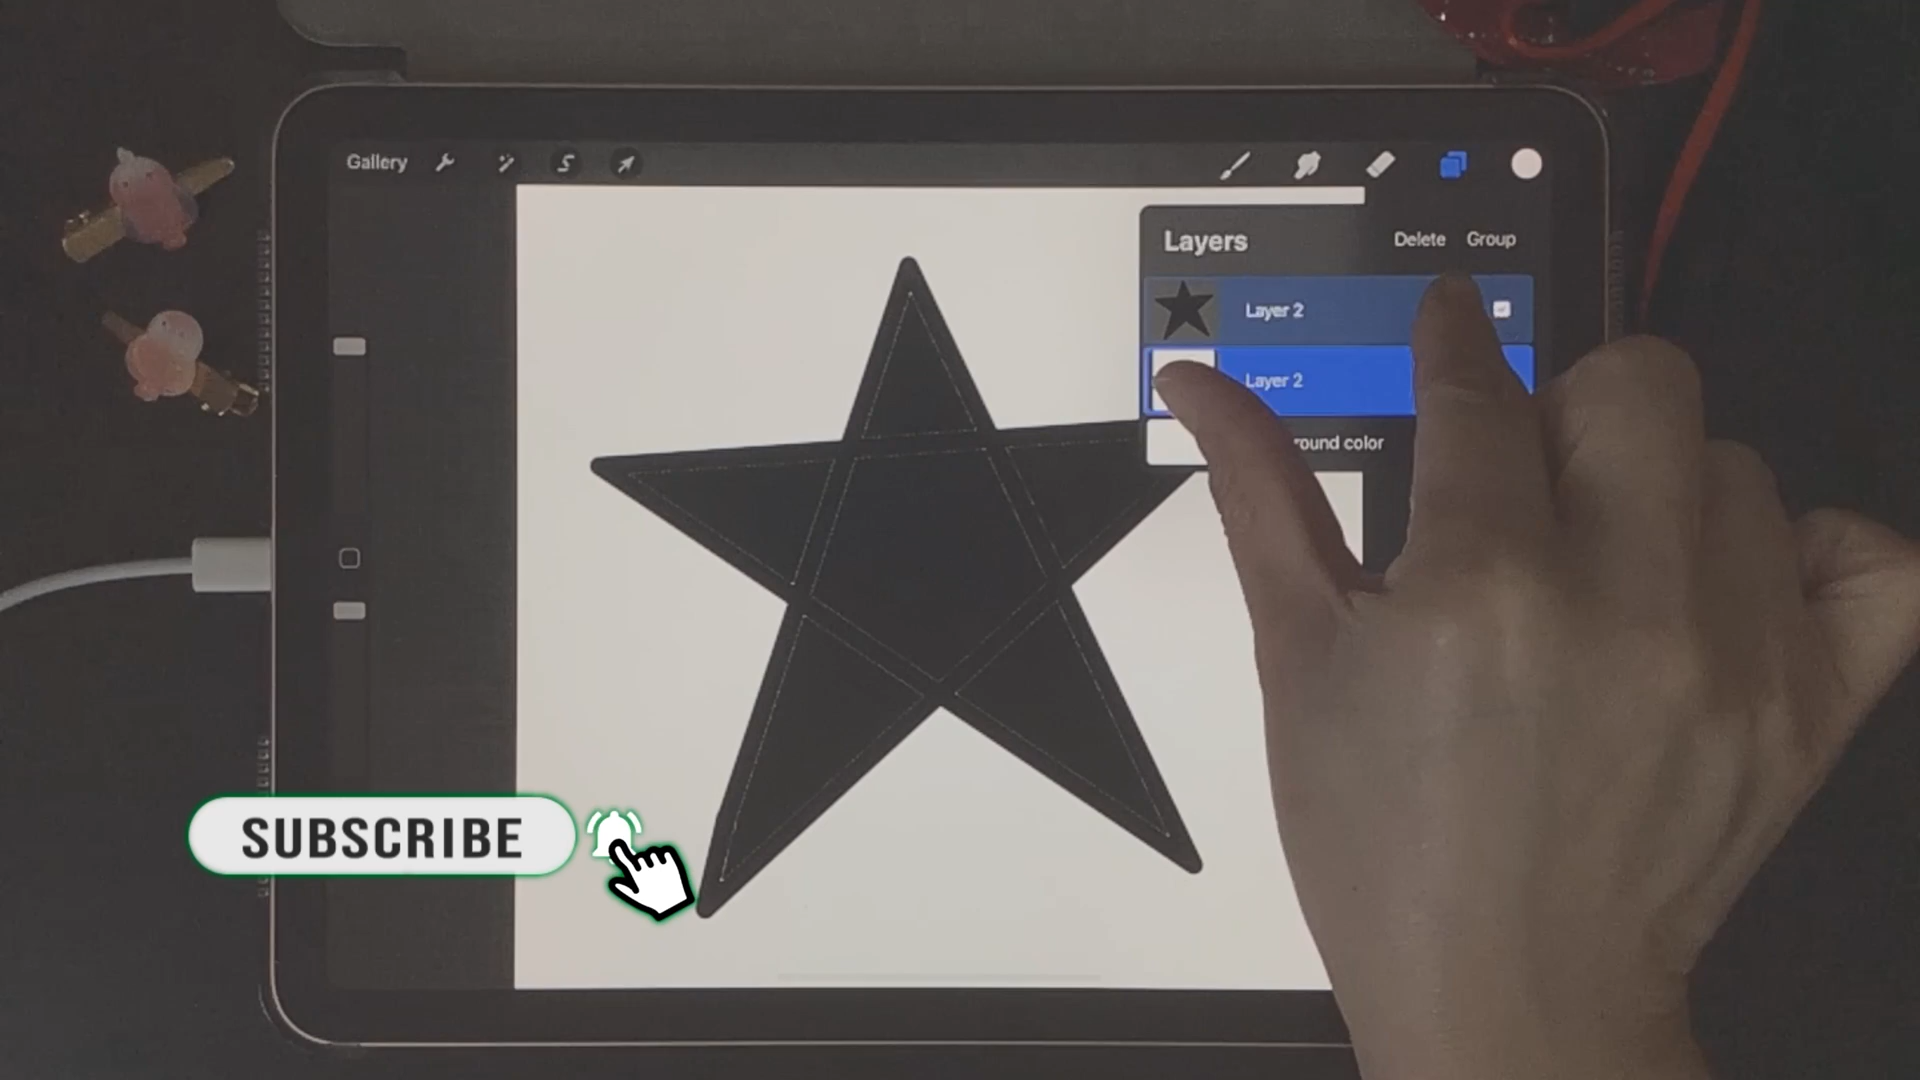 Gallery
Layers
Delete Group
Layer 2
Layer 2
round color
SUBSCRIBE